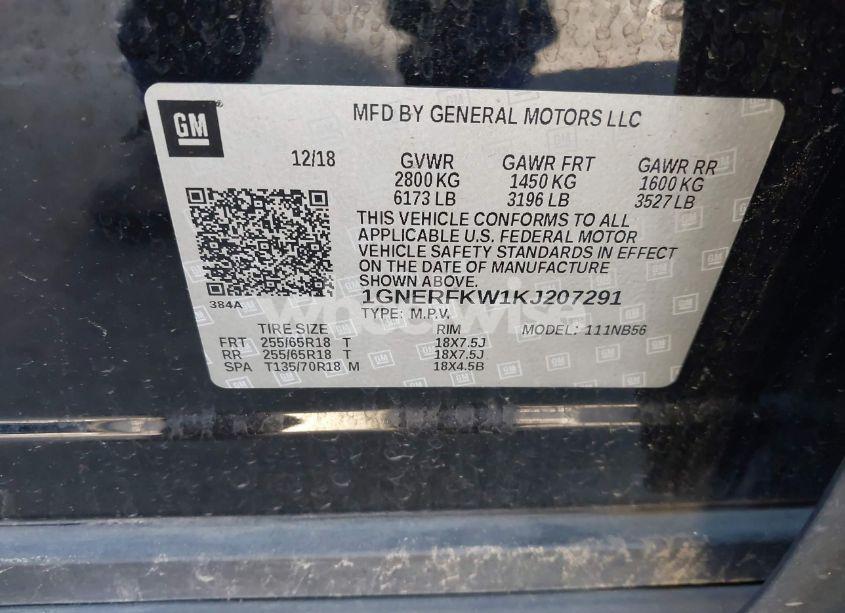 GM
MFD BY GENERAL MOTORS LLC
12/18 GVWR GAWR FRT GAWR RR
2800 KG 1450 KG 1600 KG
6173 LB 3196 LB 3527 LB
THIS VEHICLE CONFORMS TO ALL
APPLICABLE U.S. FEDERAL MOTOR
VEHICLE SAFETY STANDARDS IN EFFECT
ON THE DATE OF MANUFACTURE
SHOWN ABOVE.
384A 1GNERFKW1KJ207291
TYPE: M.P.V.
TIRE SIZE RIM MODEL: 111NB56
FRT 255/65R18 T 18X7.5J
RR 255/65R18 T 18X7.5J
SPA T135/70R18 M 18X4.5B